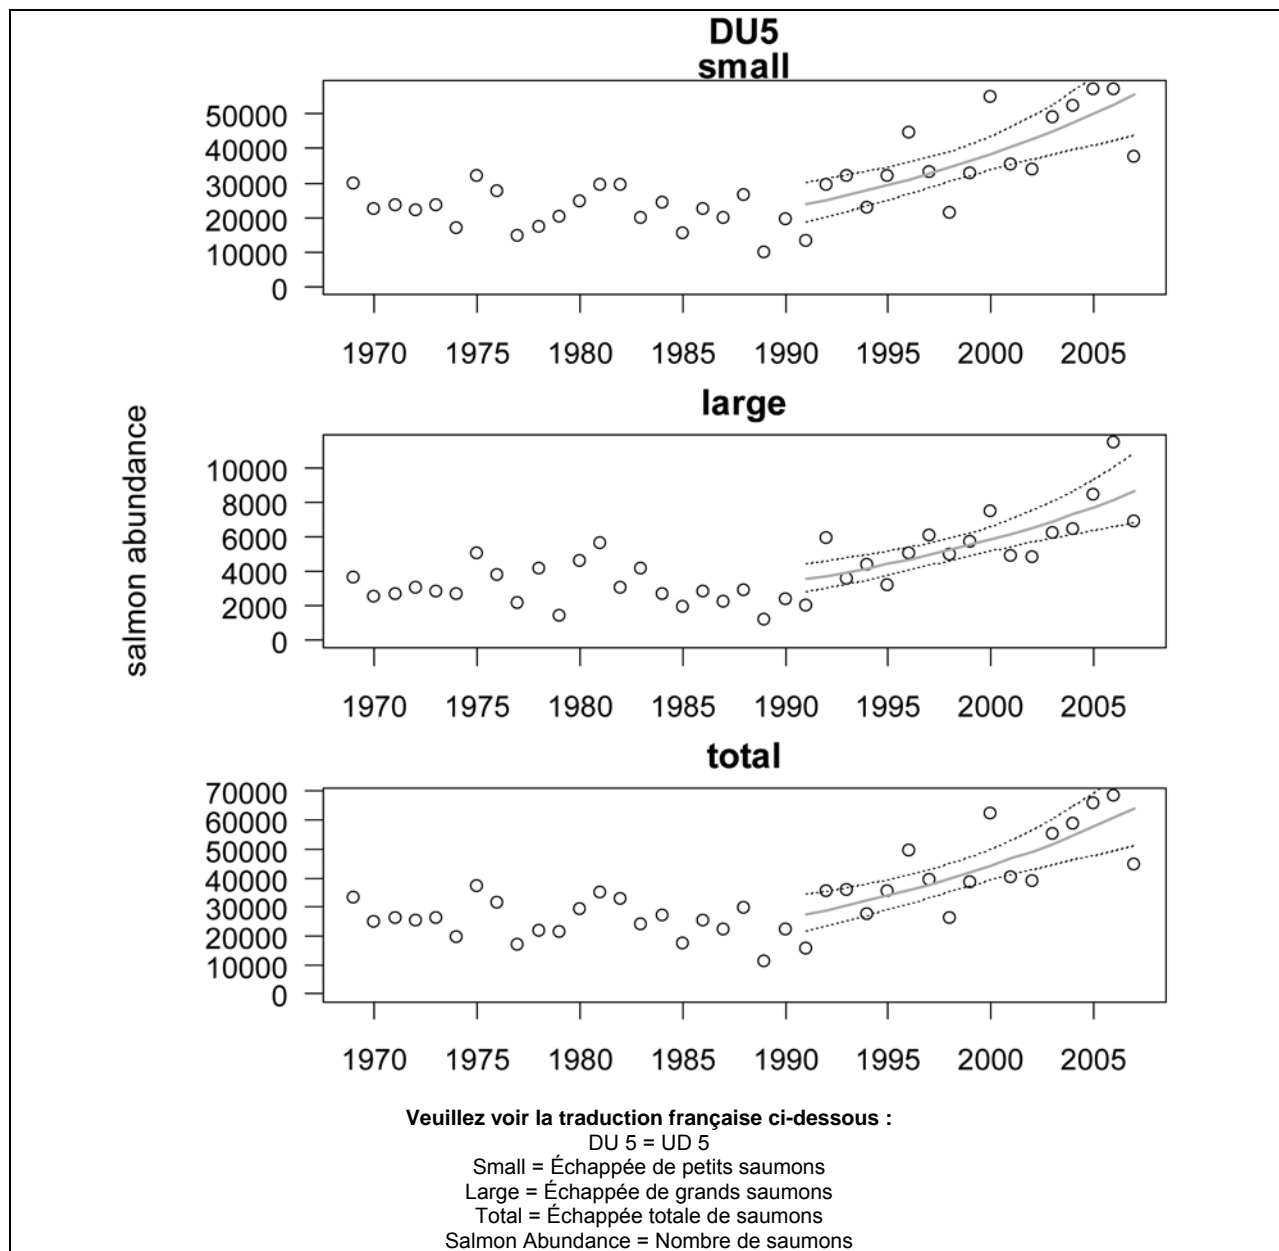 DU5
small
50000
40000
30000
20000
10000
0
1970 1975 1980 1985 1990 1995 2000 2005
large
salmon abundance
10000
8000
6000
4000
2000
0
1970 1975 1980 1985 1990 1995 2000 2005
total
70000
60000
50000
40000
30000
20000
10000
0
1970 1975 1980 1985 1990 1995 2000 2005
Veuillez voir la traduction française ci-dessous :
DU 5 = UD 5
Small = Échappée de petits saumons
Large = Échappée de grands saumons
Total = Échappée totale de saumons
Salmon Abundance = Nombre de saumons